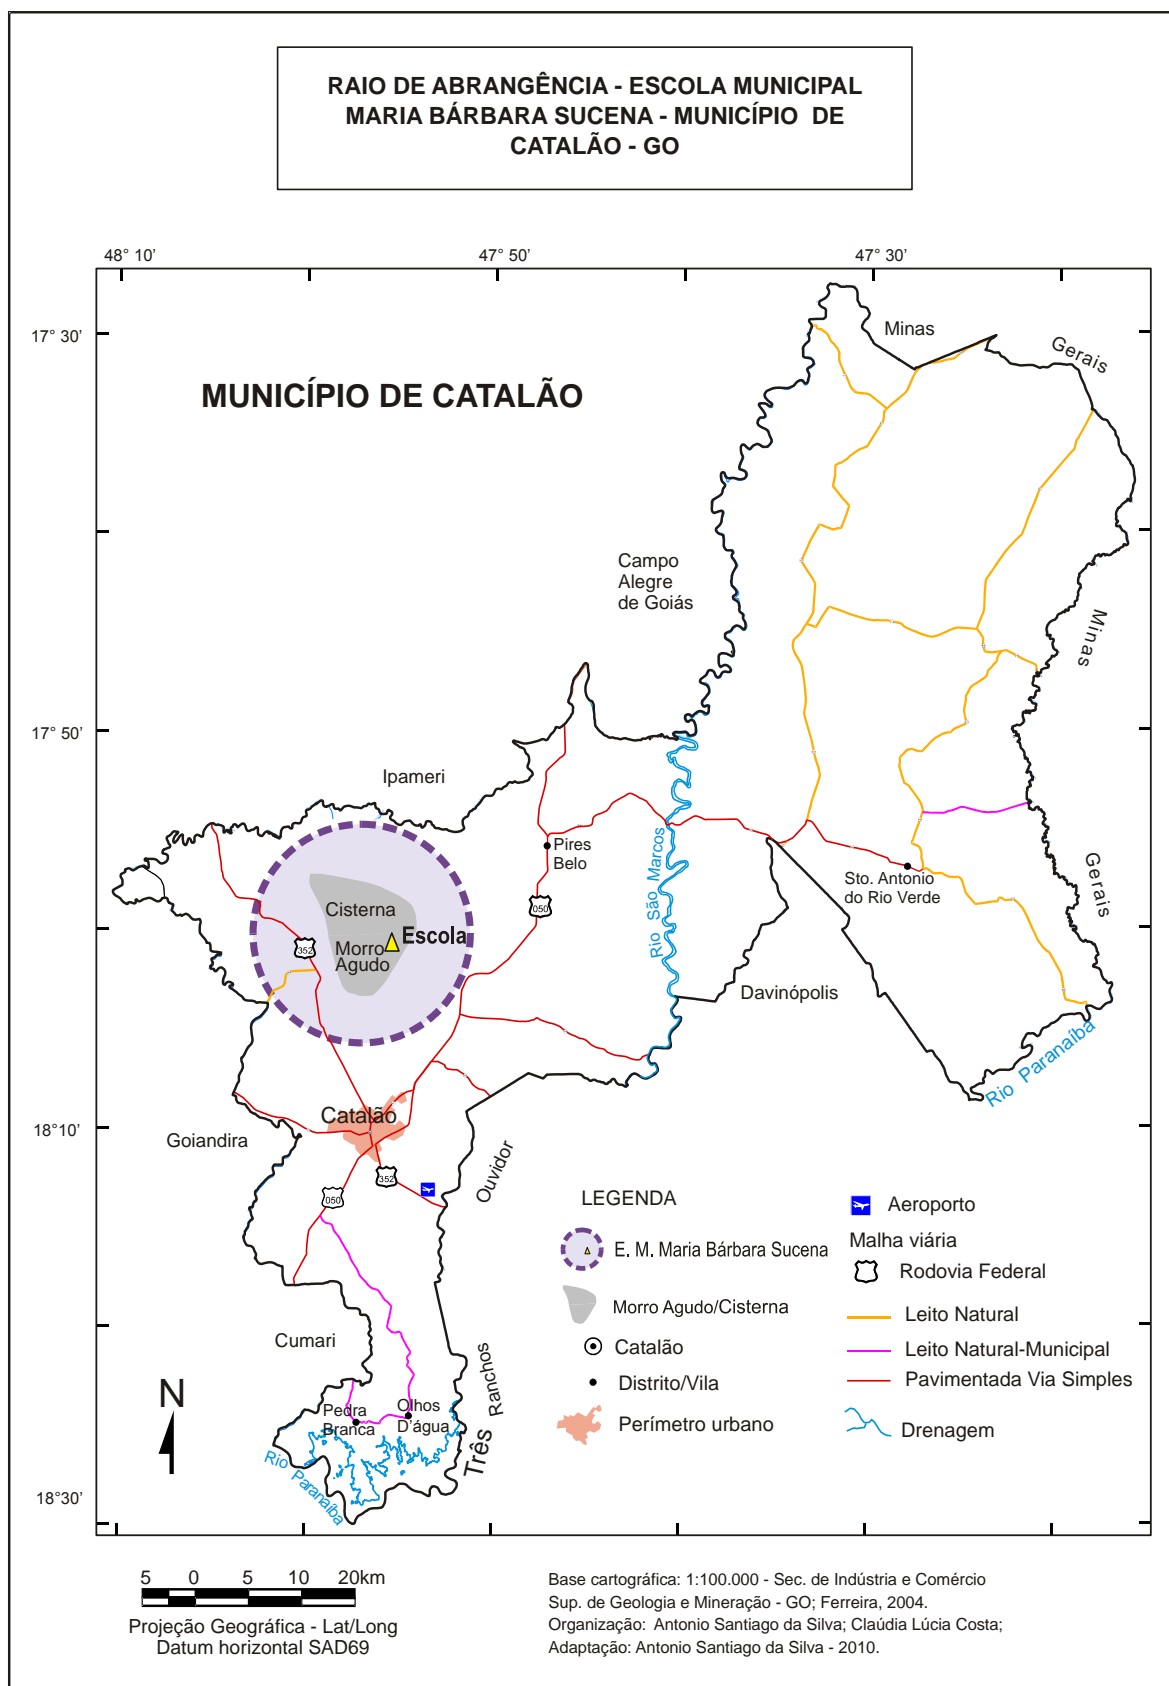 RAIO DE ABRANGÊNCIA - ESCOLA MUNICIPAL
MARIA BÁRBARA SUCENA - MUNICÍPIO DE
CATALÃO - GO
48° 10’
47° 50’
47° 30’
17° 30’
Minas
Gerais
MUNICÍPIO DE CATALÃO
Campo
Alegre
de Goiás
Minas
17° 50’
Ipameri
Rio São Marcos
Pires
Belo
Sto. Antonio
do Rio Verde
Gerais
050
Cisterna
Escola
352
Morro
Agudo
Davinópolis
Rio Paranaíba
Catalão
18° 10’
Goiandira
Ouvidor
352
050
LEGENDA
Aeroporto
E. M. Maria Bárbara Sucena
Malha viária
Rodovia Federal
Morro Agudo/Cisterna
Leito Natural
Cumari
Catalão
Leito Natural-Municipal
Três Ranchos
Distrito/Vila
Pavimentada Via Simples
N
Pedra
Branca
Olhos
D’água
Perímetro urbano
Drenagem
Rio Paranaíba
18° 30’
5 0 5 10 20km
Projeção Geográfica - Lat/Long
Datum horizontal SAD69
Base cartográfica: 1:100.000 - Sec. de Indústria e Comércio
Sup. de Geologia e Mineração - GO; Ferreira, 2004.
Organização: Antonio Santiago da Silva; Claúdia Lúcia Costa;
Adaptação: Antonio Santiago da Silva - 2010.